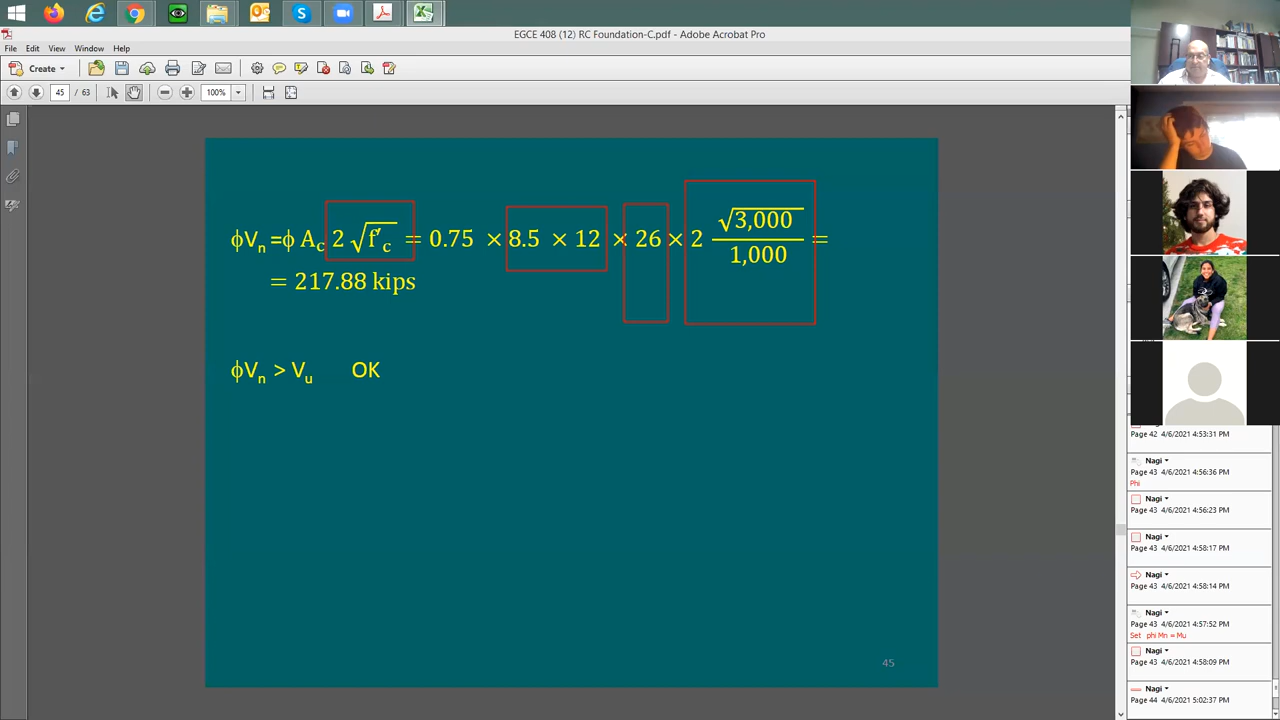 EGCE 408 (12) RC Foundation-C.pdf - Adobe Acrobat Pro
File Edit View Window Help
Create
45 / 63 100%
ϕVn =ϕ Ac 2 √f′c = 0.75 × 8.5 × 12 × 26 × 2 √3,000 / 1,000 =
= 217.88 kips
ϕVn > Vu OK
45
Page 42 4/6/2021 4:53:31 PM
Nagi
Page 43 4/6/2021 4:56:36 PM
Phi
Nagi
Page 43 4/6/2021 4:56:23 PM
Nagi
Page 43 4/6/2021 4:58:17 PM
Nagi
Page 43 4/6/2021 4:58:14 PM
Nagi
Page 43 4/6/2021 4:57:52 PM
Set phi Mn = Mu
Nagi
Page 43 4/6/2021 4:58:09 PM
Nagi
Page 44 4/6/2021 5:02:37 PM